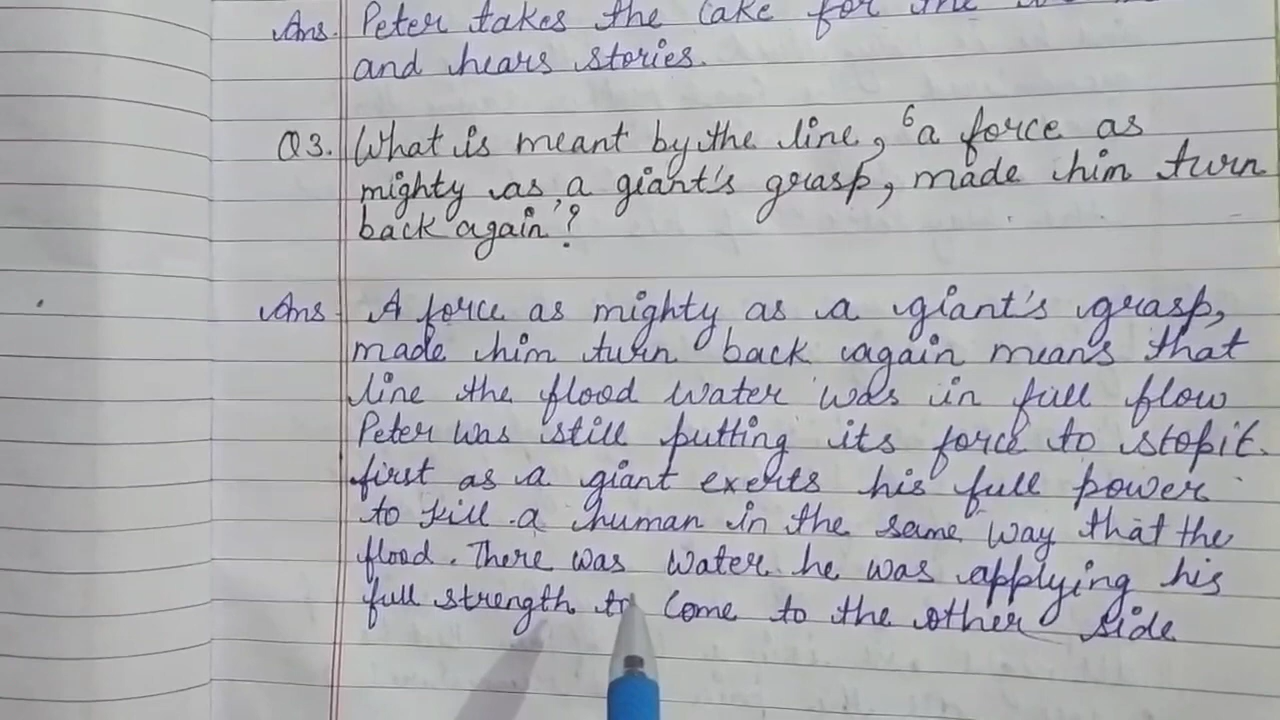 Ans. Peter takes the cake for the
and hears stories.
Q3. What is meant by the line, 'a force as
mighty as a giant's grasp, made him turn
back again'?
Ans A force as mighty as a giant's grasp,
made him turn back again means that
line the flood water was in full flow
Peter was still putting its force to stop it.
first as a giant exerts his full power
to kill a human in the same way that the
flood. There was water he was applying his
full strength to come to the other side